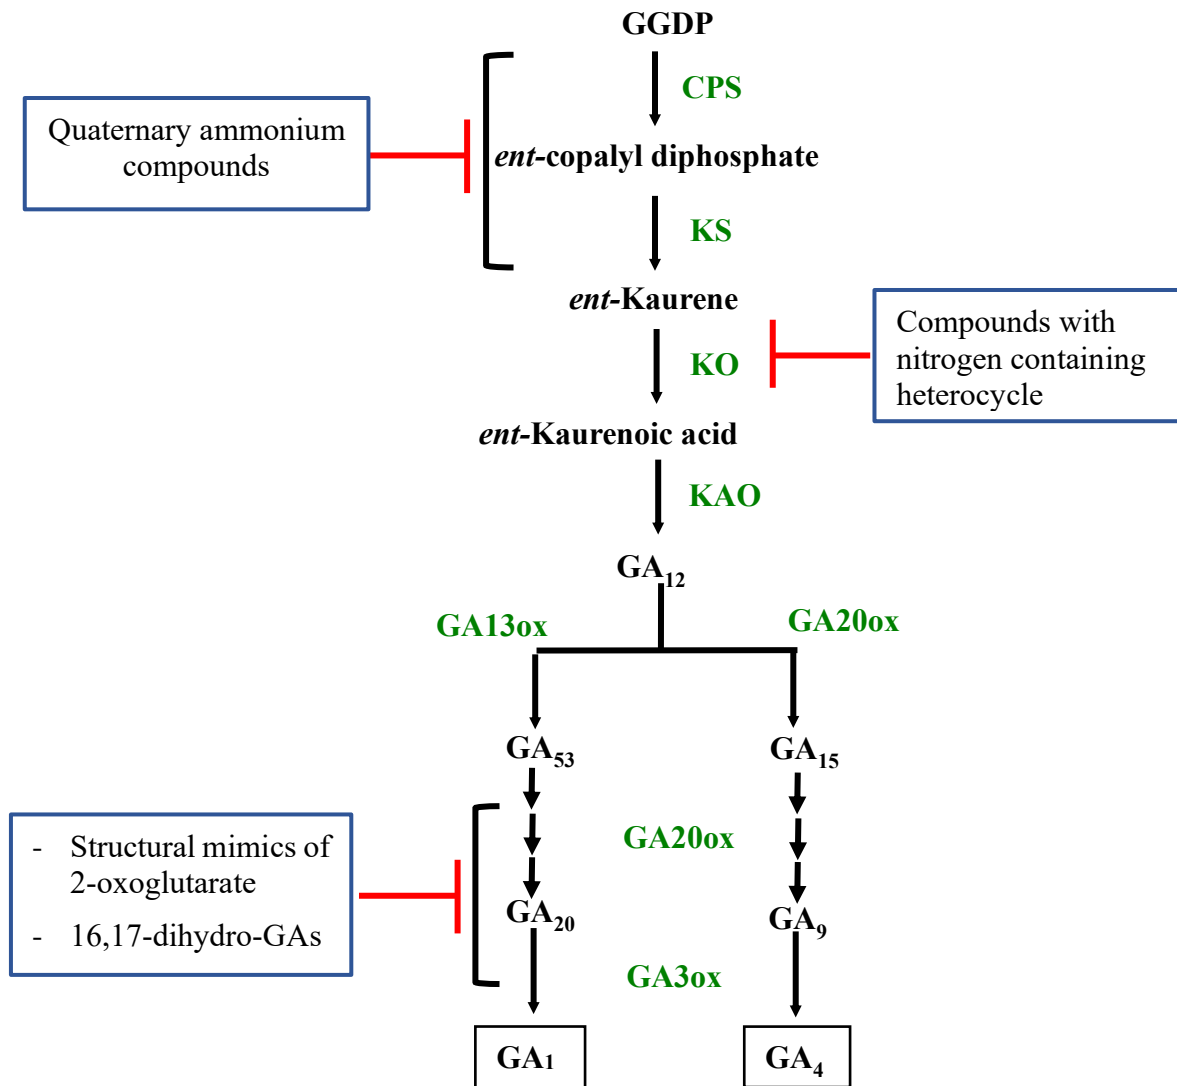 GGDP
CPS
Quaternary ammonium
compounds
ent-copalyl diphosphate
KS
ent-Kaurene
Compounds with
nitrogen containing
heterocycle
KO
ent-Kaurenoic acid
KAO
GA12
GA13ox
GA20ox
GA53
GA15
- Structural mimics of
2-oxoglutarate
- 16,17-dihydro-GAs
GA20ox
GA20
GA9
GA3ox
GA1
GA4